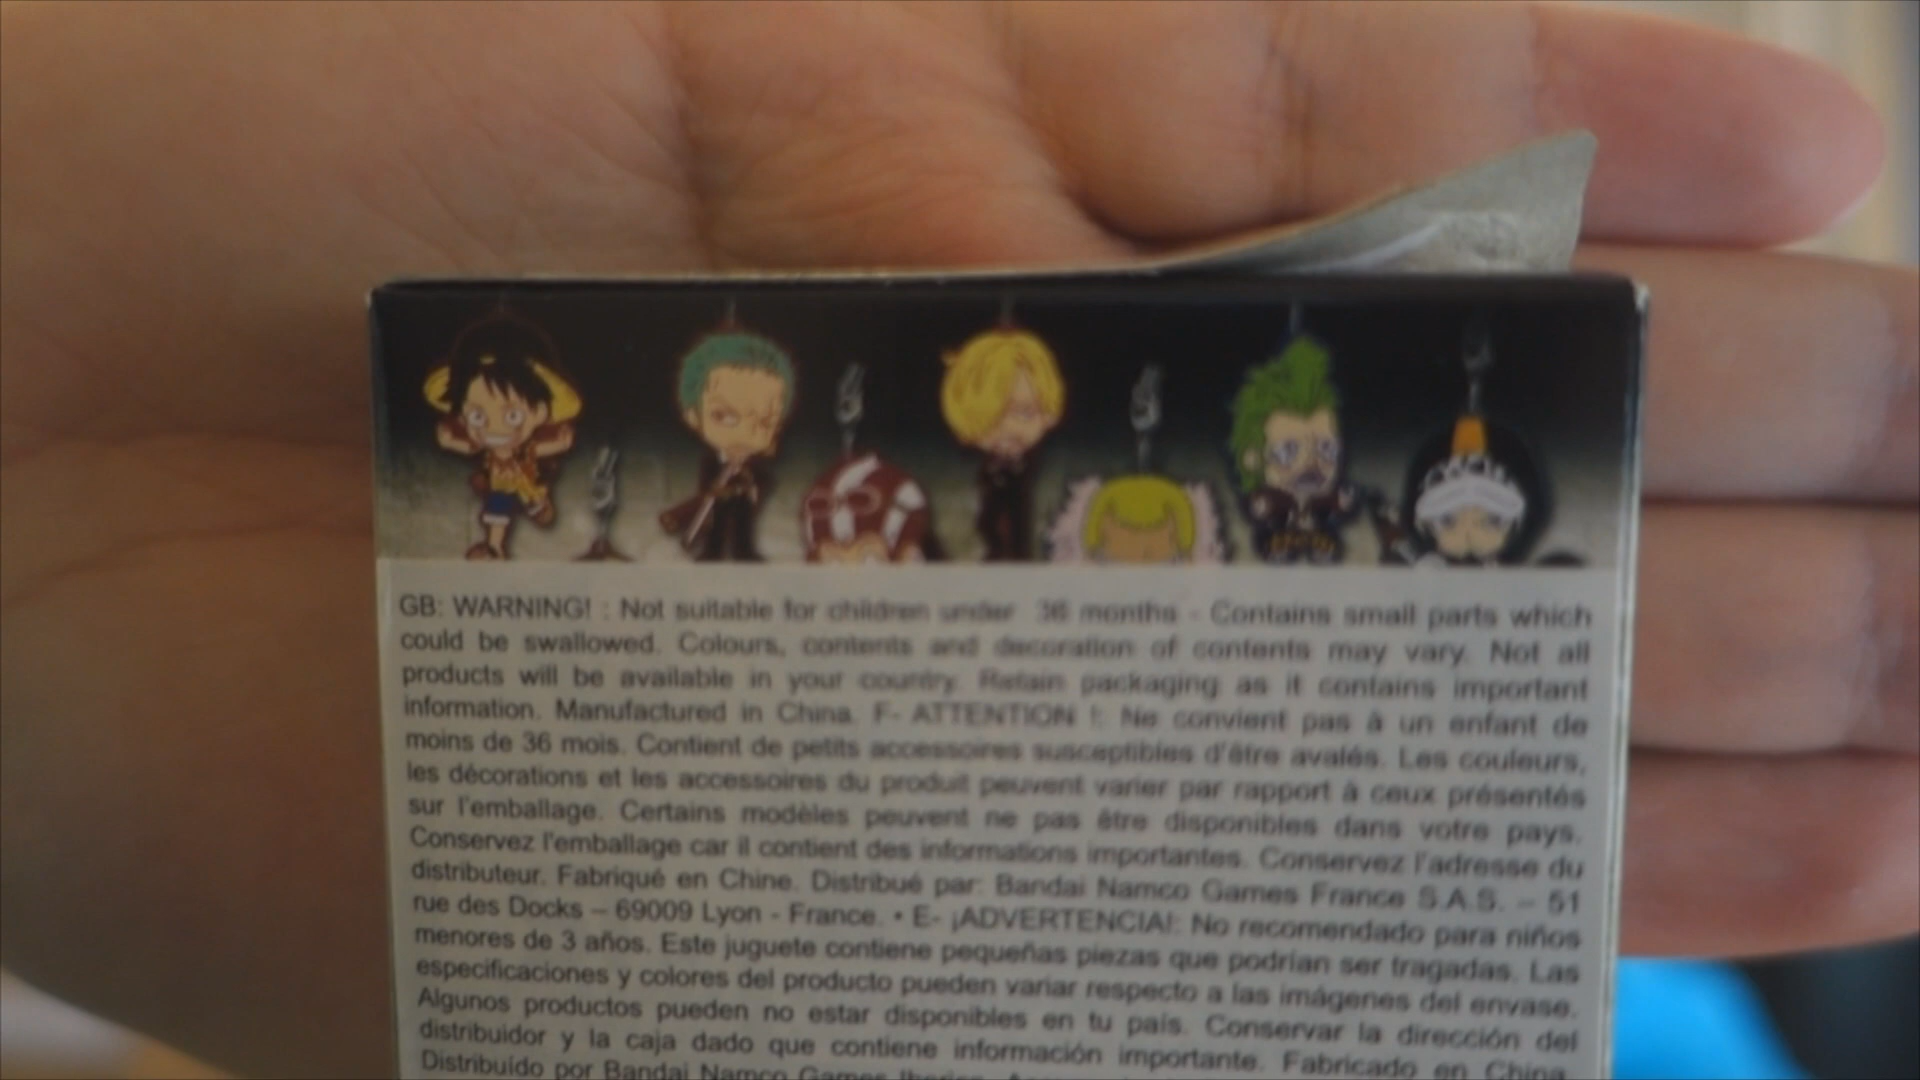 GB: WARNING! : Not suitable for children under 36 months - Contains small parts which
could be swallowed. Colours, contents and decoration of contents may vary. Not all
products will be available in your country. Retain packaging as it contains important
information. Manufactured in China. F- ATTENTION !: Ne convient pas à un enfant de
moins de 36 mois. Contient de petits accessoires susceptibles d'être avalés. Les couleurs,
les décorations et les accessoires du produit peuvent varier par rapport à ceux présentés
sur l'emballage. Certains modèles peuvent ne pas être disponibles dans votre pays.
Conservez l'emballage car il contient des informations importantes. Conservez l'adresse du
distributeur. Fabriqué en Chine. Distribué par: Bandai Namco Games France S.A.S. – 51
rue des Docks – 69009 Lyon - France. • E- ¡ADVERTENCIA!: No recomendado para niños
menores de 3 años. Este juguete contiene pequeñas piezas que podrían ser tragadas. Las
especificaciones y colores del producto pueden variar respecto a las imágenes del envase.
Algunos productos pueden no estar disponibles en tu país. Conservar la dirección del
distribuidor y la caja dado que contiene información importante. Fabricado en China.
Distribuído por Bandai Namco Games